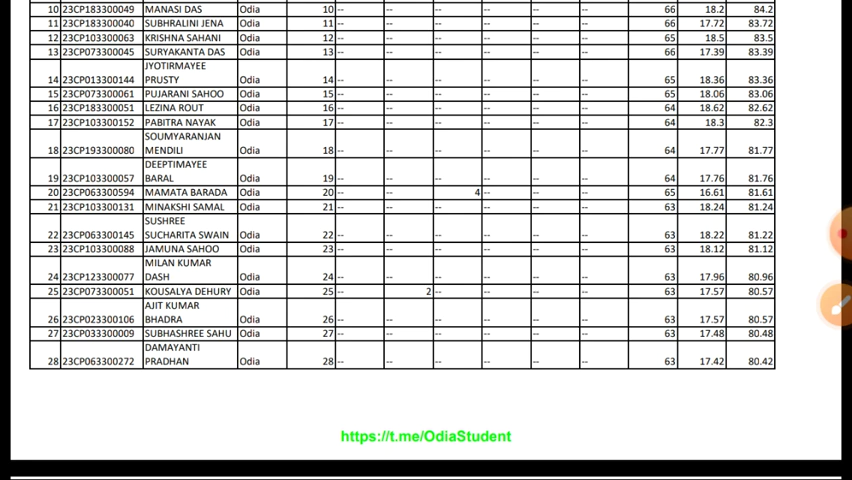 10 23CP183300049 MANASI DAS Odia 10 -- -- -- -- -- -- 66 18.2 84.2
11 23CP183300040 SUBHRALINI JENA Odia 11 -- -- -- -- -- -- 66 17.72 83.72
12 23CP103300063 KRISHNA SAHANI Odia 12 -- -- -- -- -- -- 65 18.5 83.5
13 23CP073300045 SURYAKANTA DAS Odia 13 -- -- -- -- -- -- 66 17.39 83.39
JYOTIRMAYEE
14 23CP013300144 PRUSTY Odia 14 -- -- -- -- -- -- 65 18.36 83.36
15 23CP073300061 PUJARANI SAHOO Odia 15 -- -- -- -- -- -- 65 18.06 83.06
16 23CP183300051 LEZINA ROUT Odia 16 -- -- -- -- -- -- 64 18.62 82.62
17 23CP103300152 PABITRA NAYAK Odia 17 -- -- -- -- -- -- 64 18.3 82.3
SOUMYARANJAN
18 23CP193300080 MENDILI Odia 18 -- -- -- -- -- -- 64 17.77 81.77
DEEPTIMAYEE
19 23CP103300057 BARAL Odia 19 -- -- -- -- -- -- 64 17.76 81.76
20 23CP063300594 MAMATA BARADA Odia 20 -- -- 4 -- -- -- 65 16.61 81.61
21 23CP103300131 MINAKSHI SAMAL Odia 21 -- -- -- -- -- -- 63 18.24 81.24
SUSHREE
22 23CP063300145 SUCHARITA SWAIN Odia 22 -- -- -- -- -- -- 63 18.22 81.22
23 23CP103300088 JAMUNA SAHOO Odia 23 -- -- -- -- -- -- 63 18.12 81.12
MILAN KUMAR
24 23CP123300077 DASH Odia 24 -- -- -- -- -- -- 63 17.96 80.96
25 23CP073300051 KOUSALYA DEHURY Odia 25 -- 2 -- -- -- -- 63 17.57 80.57
AJIT KUMAR
26 23CP023300106 BHADRA Odia 26 -- -- -- -- -- -- 63 17.57 80.57
27 23CP033300009 SUBHASHREE SAHU Odia 27 -- -- -- -- -- -- 63 17.48 80.48
DAMAYANTI
28 23CP063300272 PRADHAN Odia 28 -- -- -- -- -- -- 63 17.42 80.42
https://t.me/OdiaStudent